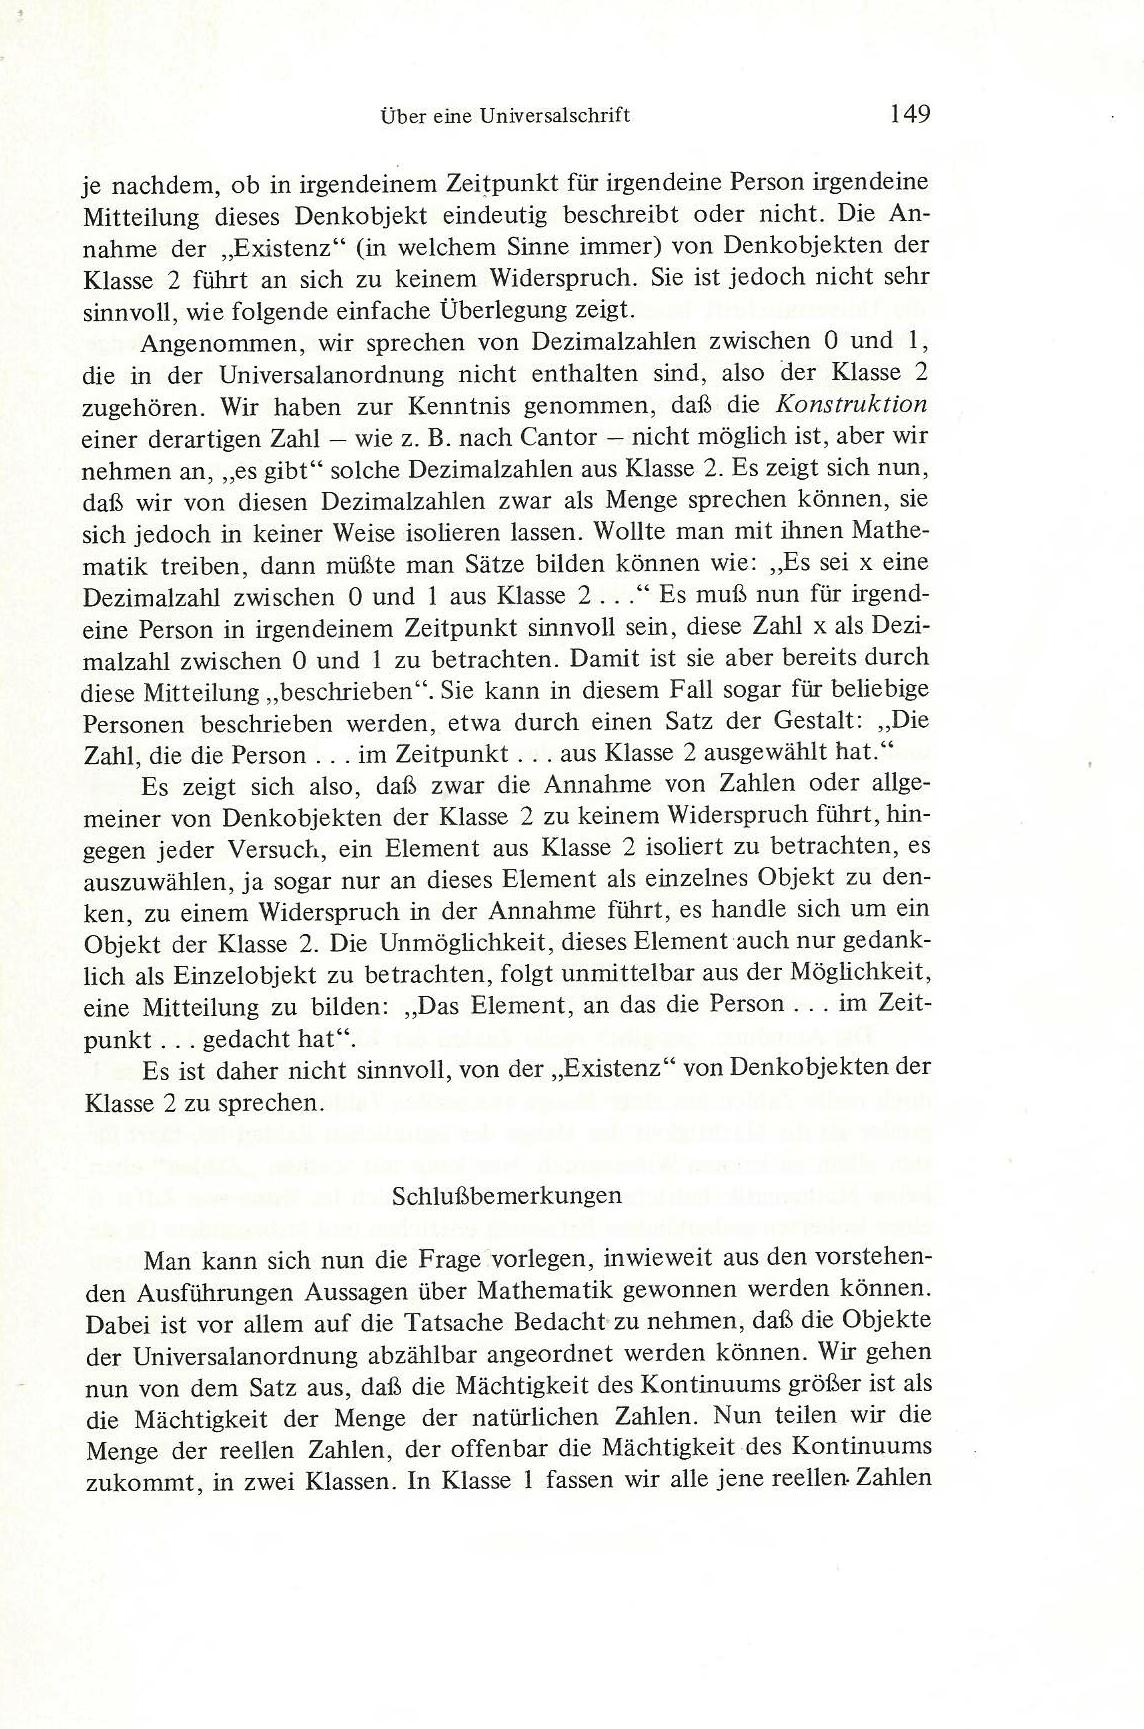 Über eine Universalschrift 149
je nachdem, ob in irgendeinem Zeitpunkt für irgendeine Person irgendeine
Mitteilung dieses Denkobjekt eindeutig beschreibt oder nicht. Die An-
nahme der „Existenz“ (in welchem Sinne immer) von Denkobjekten der
Klasse 2 führt an sich zu keinem Widerspruch. Sie ist jedoch nicht sehr
sinnvoll, wie folgende einfache Überlegung zeigt.
Angenommen, wir sprechen von Dezimalzahlen zwischen 0 und 1,
die in der Universalanordnung nicht enthalten sind, also der Klasse 2
zugehören. Wir haben zur Kenntnis genommen, daß die Konstruktion
einer derartigen Zahl – wie z. B. nach Cantor – nicht möglich ist, aber wir
nehmen an, „es gibt“ solche Dezimalzahlen aus Klasse 2. Es zeigt sich nun,
daß wir von diesen Dezimalzahlen zwar als Menge sprechen können, sie
sich jedoch in keiner Weise isolieren lassen. Wollte man mit ihnen Mathe-
matik treiben, dann müßte man Sätze bilden können wie: „Es sei x eine
Dezimalzahl zwischen 0 und 1 aus Klasse 2 . . .“ Es muß nun für irgend-
eine Person in irgendeinem Zeitpunkt sinnvoll sein, diese Zahl x als Dezi-
malzahl zwischen 0 und 1 zu betrachten. Damit ist sie aber bereits durch
diese Mitteilung „beschrieben“. Sie kann in diesem Fall sogar für beliebige
Personen beschrieben werden, etwa durch einen Satz der Gestalt: „Die
Zahl, die die Person . . . im Zeitpunkt . . . aus Klasse 2 ausgewählt hat.“
Es zeigt sich also, daß zwar die Annahme von Zahlen oder allge-
meiner von Denkobjekten der Klasse 2 zu keinem Widerspruch führt, hin-
gegen jeder Versuch, ein Element aus Klasse 2 isoliert zu betrachten, es
auszuwählen, ja sogar nur an dieses Element als einzelnes Objekt zu den-
ken, zu einem Widerspruch in der Annahme führt, es handle sich um ein
Objekt der Klasse 2. Die Unmöglichkeit, dieses Element auch nur gedank-
lich als Einzelobjekt zu betrachten, folgt unmittelbar aus der Möglichkeit,
eine Mitteilung zu bilden: „Das Element, an das die Person . . . im Zeit-
punkt . . . gedacht hat“.
Es ist daher nicht sinnvoll, von der „Existenz“ von Denkobjekten der
Klasse 2 zu sprechen.
Schlußbemerkungen
Man kann sich nun die Frage vorlegen, inwieweit aus den vorstehen-
den Ausführungen Aussagen über Mathematik gewonnen werden können.
Dabei ist vor allem auf die Tatsache Bedacht zu nehmen, daß die Objekte
der Universalanordnung abzählbar angeordnet werden können. Wir gehen
nun von dem Satz aus, daß die Mächtigkeit des Kontinuums größer ist als
die Mächtigkeit der Menge der natürlichen Zahlen. Nun teilen wir die
Menge der reellen Zahlen, der offenbar die Mächtigkeit des Kontinuums
zukommt, in zwei Klassen. In Klasse 1 fassen wir alle jene reellen Zahlen